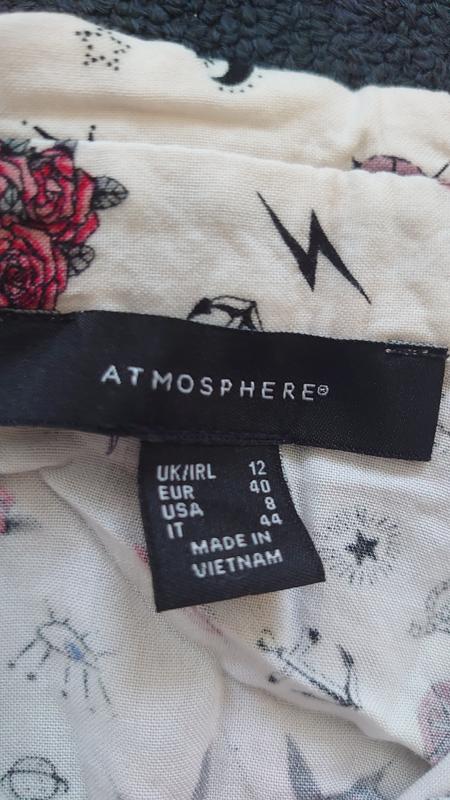 ATMOSPHERE®
UK/IRL 12
EUR 40
USA 8
IT 44
MADE IN
VIETNAM